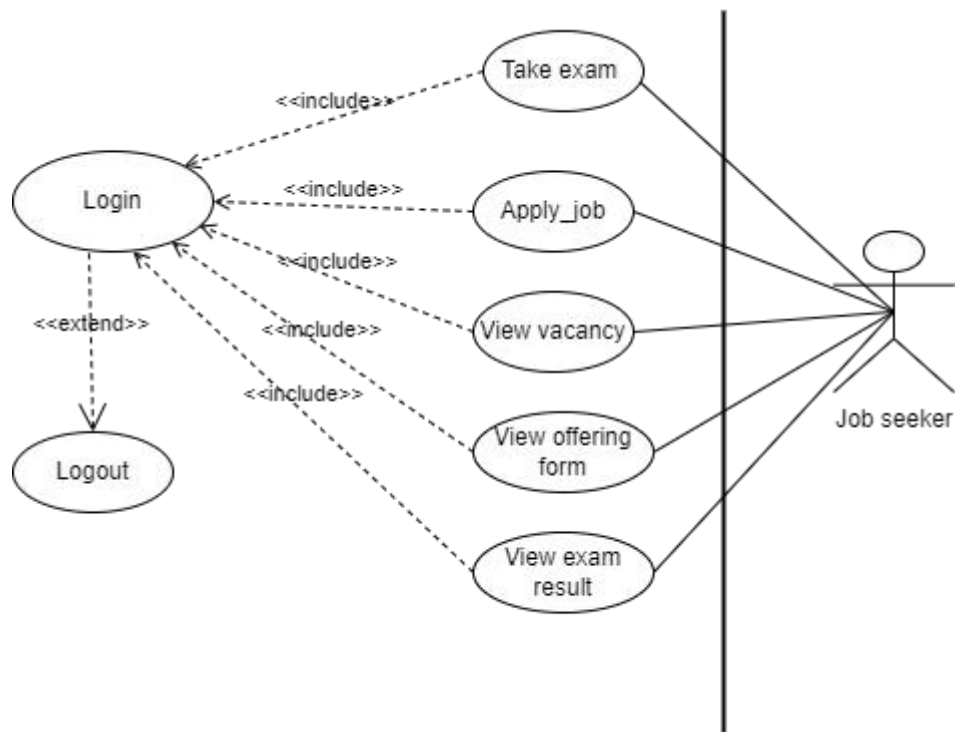 Take exam
<<include>>
Login
<<include>>
Apply_job
<<include>>
View vacancy
<<extend>>
<<include>>
<<include>>
View offering
form
Job seeker
Logout
View exam
result